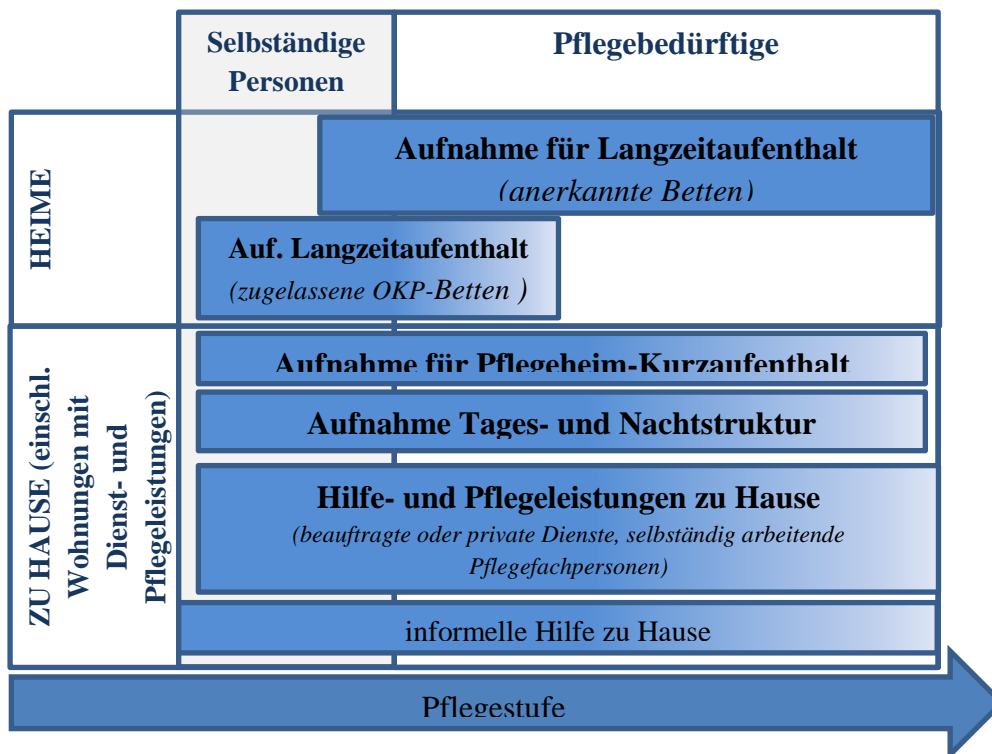 Selbständige
Personen
Pflegebedürftige
HEIME
Aufnahme für Langzeitaufenthalt
(anerkannte Betten)
Auf. Langzeitaufenthalt
(zugelassene OKP-Betten )
ZU HAUSE (einschl.
Wohnungen mit
Dienst- und
Pflegeleistungen)
Aufnahme für Pflegeheim-Kurzaufenthalt
Aufnahme Tages- und Nachtstruktur
Hilfe- und Pflegeleistungen zu Hause
(beauftragte oder private Dienste, selbständig arbeitende
Pflegefachpersonen)
informelle Hilfe zu Hause
Pflegestufe